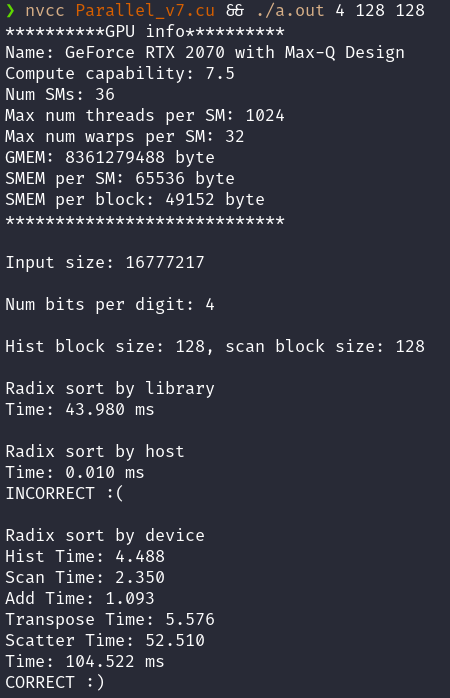 ❯ nvcc Parallel_v7.cu && ./a.out 4 128 128
**********GPU info**********
Name: GeForce RTX 2070 with Max-Q Design
Compute capability: 7.5
Num SMs: 36
Max num threads per SM: 1024
Max num warps per SM: 32
GMEM: 8361279488 byte
SMEM per SM: 65536 byte
SMEM per block: 49152 byte
****************************
Input size: 16777217
Num bits per digit: 4
Hist block size: 128, scan block size: 128
Radix sort by library
Time: 43.980 ms
Radix sort by host
Time: 0.010 ms
INCORRECT :(
Radix sort by device
Hist Time: 4.488
Scan Time: 2.350
Add Time: 1.093
Transpose Time: 5.576
Scatter Time: 52.510
Time: 104.522 ms
CORRECT :)